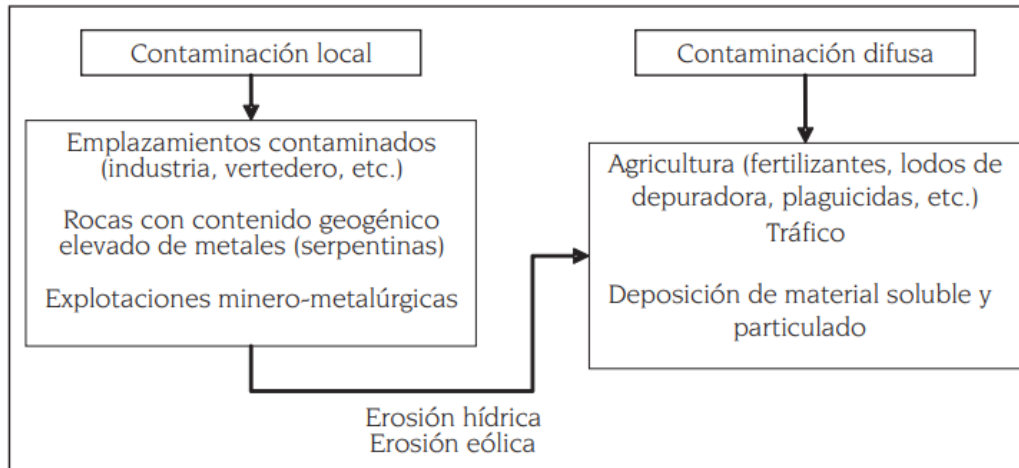 Contaminación local
Emplazamientos contaminados
(industria, vertedero, etc.)
Rocas con contenido geogénico
elevado de metales (serpentinas)
Explotaciones minero-metalúrgicas
Contaminación difusa
Agricultura (fertilizantes, lodos de
depuradora, plaguicidas, etc.)
Tráfico
Deposición de material soluble y
particulado
Erosión hídrica
Erosión eólica